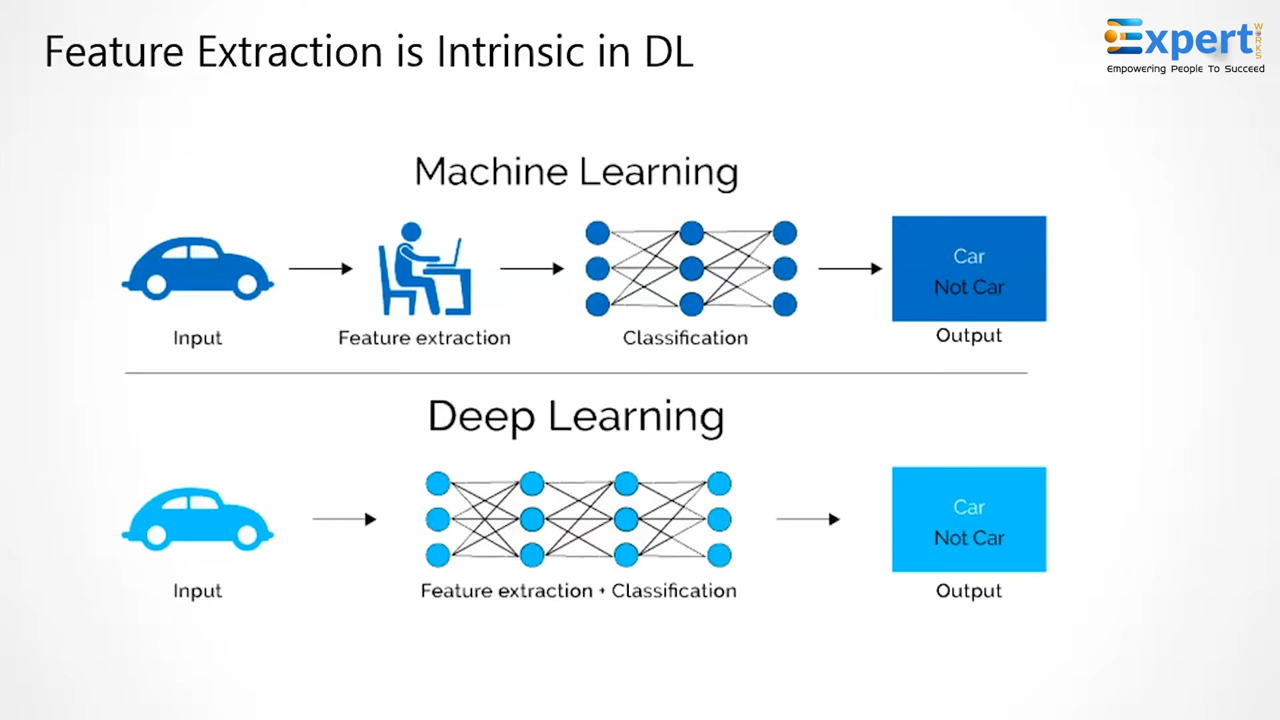 Feature Extraction is Intrinsic in DL
Expert WORKS
Empowering People To Succeed
Machine Learning
Car
Not Car
Input
Feature extraction
Classification
Output
Deep Learning
Car
Not Car
Input
Feature extraction + Classification
Output